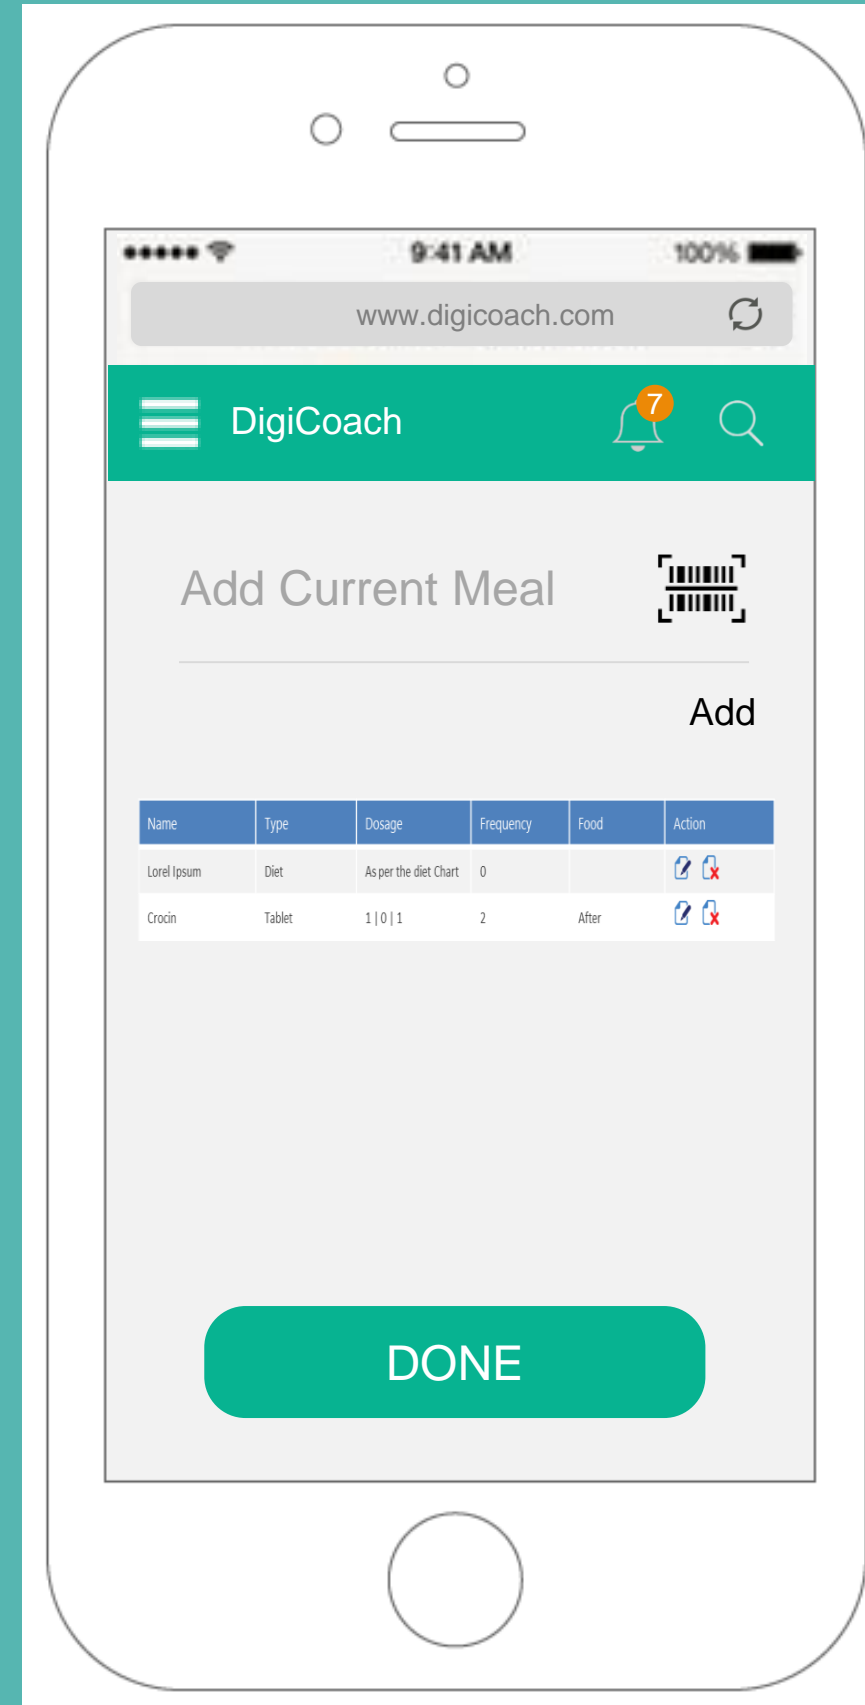 9:41 AM 100%
www.digicoach.com
DigiCoach 7
Add Current Meal
Add
Name Type Dosage Frequency Food Action
Lorel Ipsum Diet As per the diet Chart 0
Crocin Tablet 1 | 0 | 1 2 After
DONE